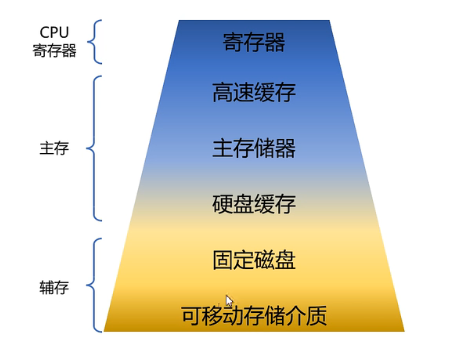 CPU
寄存器
寄存器
高速缓存
主存
主存储器
硬盘缓存
固定磁盘
辅存
可移动存储介质